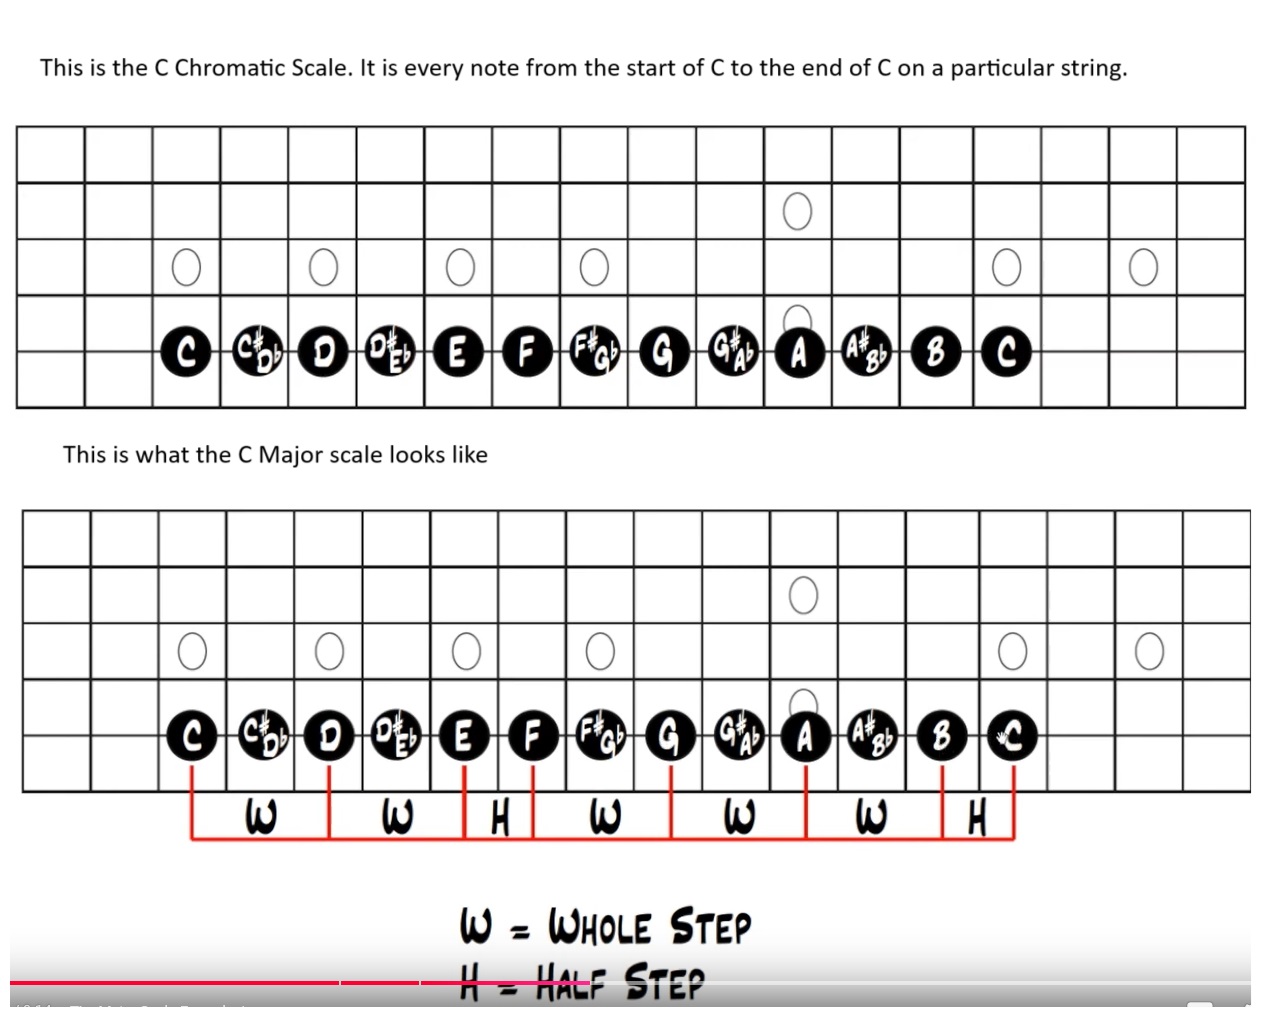 This is the C Chromatic Scale. It is every note from the start of C to the end of C on a particular string.
C C# Db D D# Eb E F F# Gb G G# Ab A A# Bb B C
This is what the C Major scale looks like
C C# Db D D# Eb E F F# Gb G G# Ab A A# Bb B C
W W H W W W H
W = WHOLE STEP
H = HALF STEP